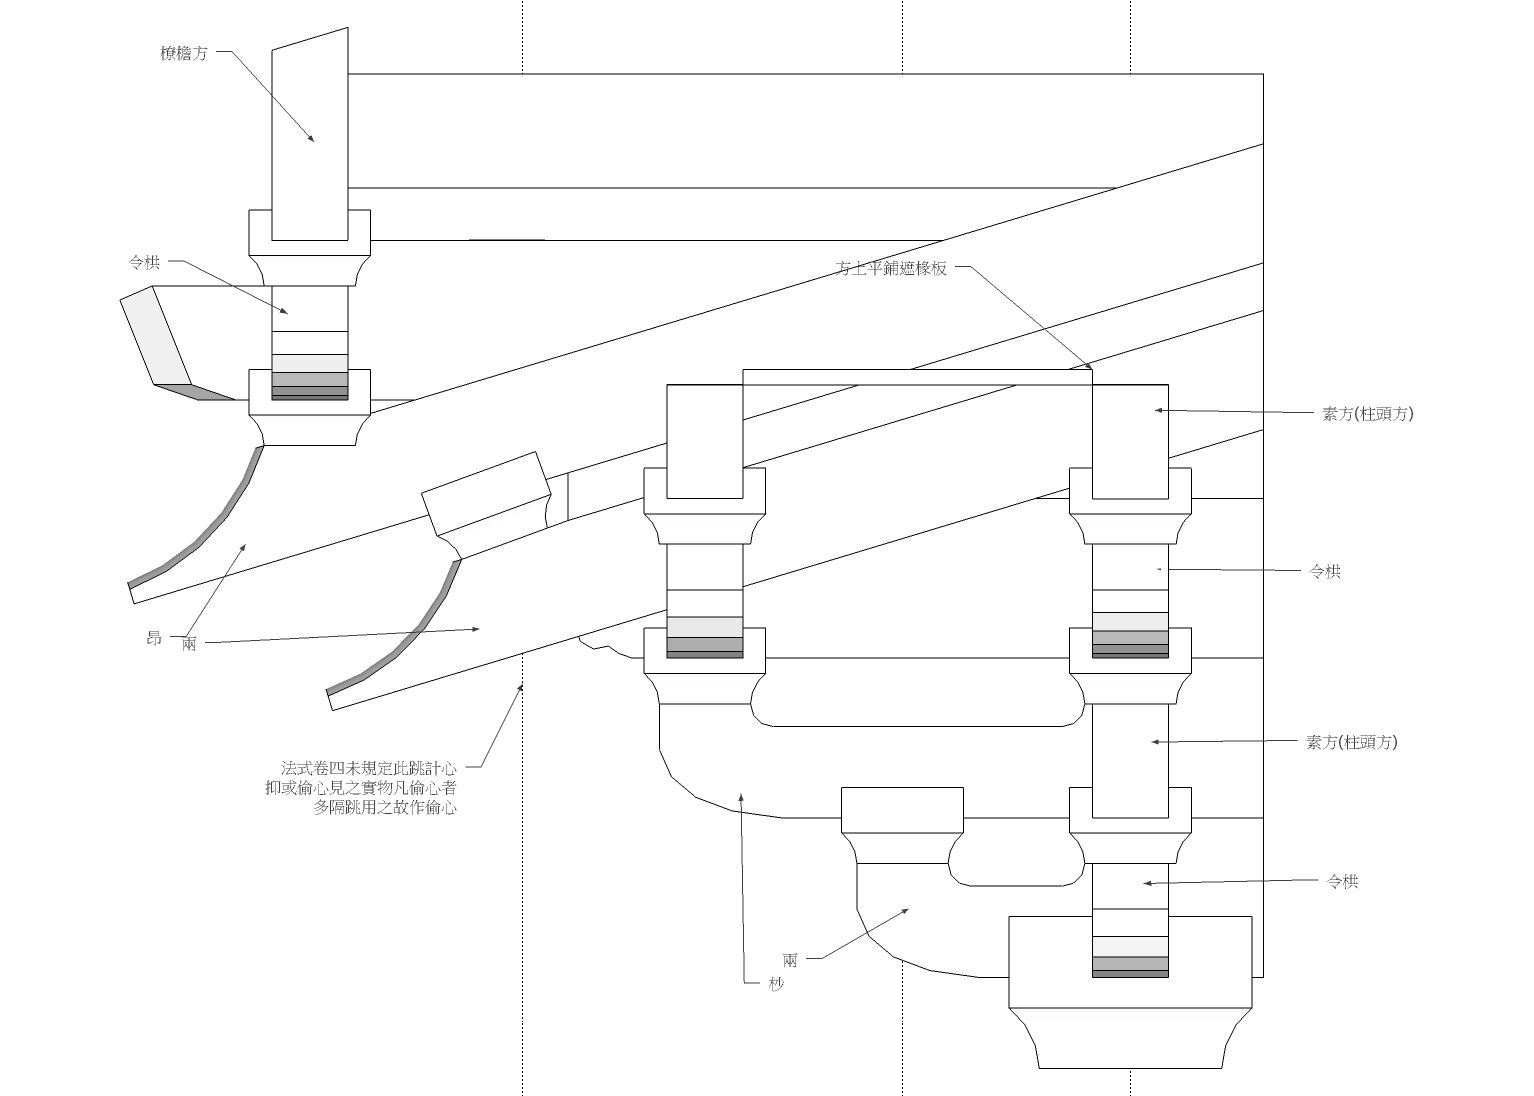 橑檐方
令栱
方上平鋪遮椽板
素方(柱頭方)
令栱
昂
兩
素方(柱頭方)
法式卷四未規定此跳計心
抑或偷心見之實物凡偷心者
多隔跳用之故作偷心
令栱
兩
杪